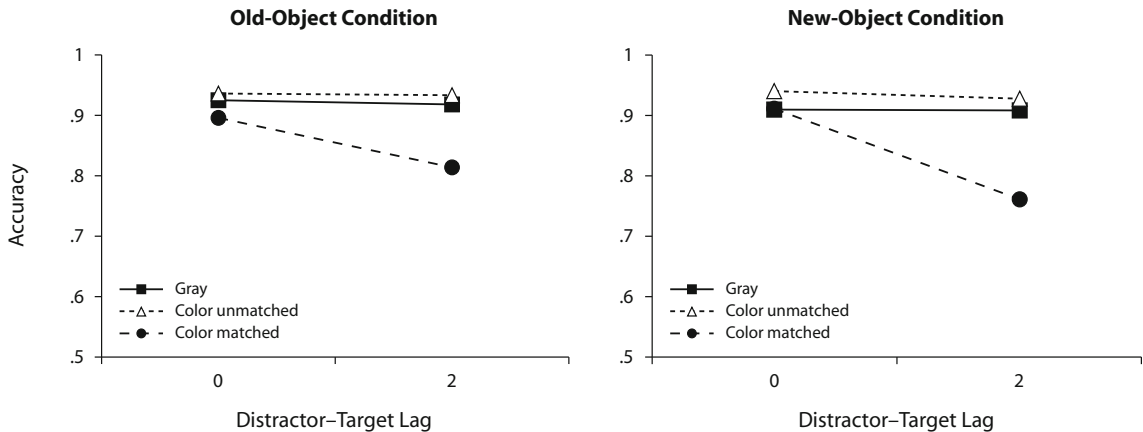 Old-Object Condition
1
.9
.8
.7
.6
.5
Accuracy
Gray
Color unmatched
Color matched
0
2
Distractor–Target Lag
New-Object Condition
1
.9
.8
.7
.6
.5
Gray
Color unmatched
Color matched
0
2
Distractor–Target Lag